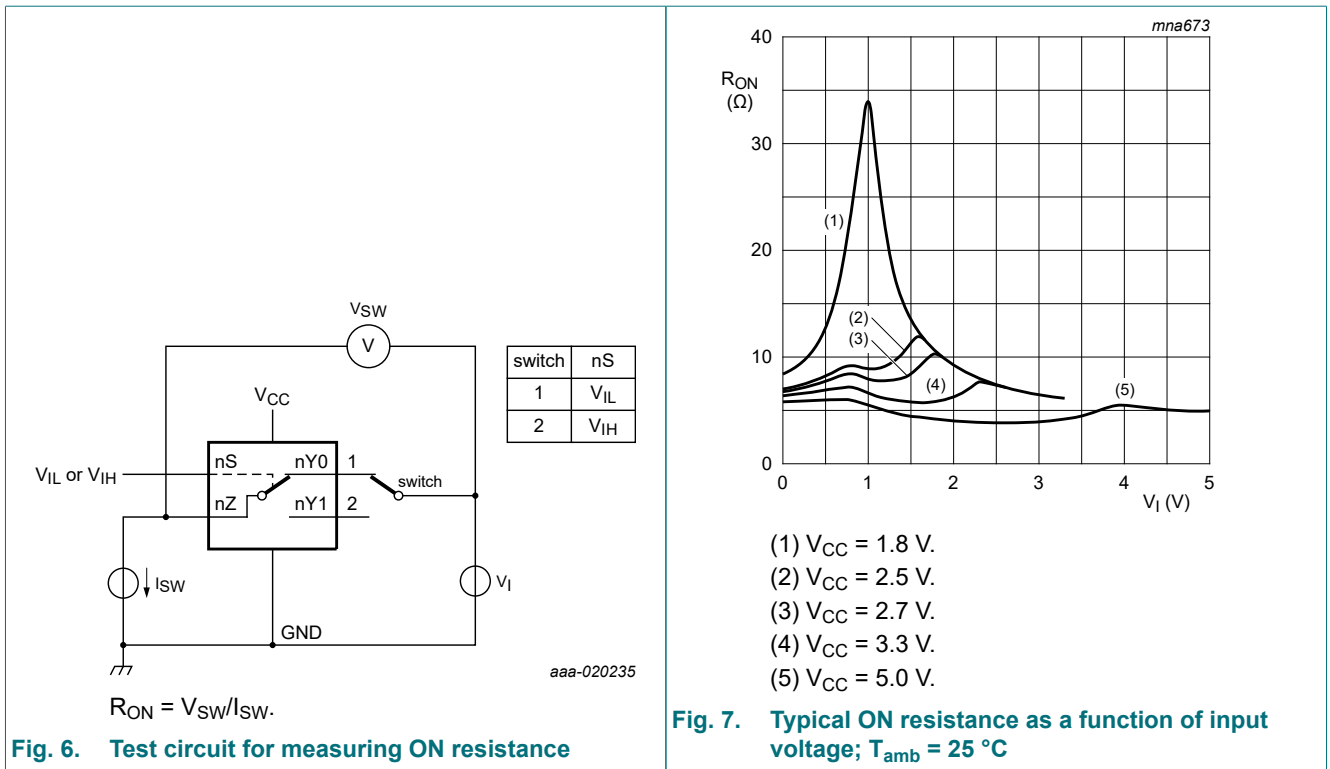 VSW
V
switch nS
1 VIL
2 VIH
VCC
VIL or VIH
nS
nY0
1
switch
nZ
nY1
2
ISW
VI
GND
aaa-020235
RON = VSW/ISW.
Fig. 6. Test circuit for measuring ON resistance
mna673
40
RON
(Ω)
30
(1)
20
(2)
(3)
10
(4)
(5)
0
0 1 2 3 4 5
VI (V)
(1) VCC = 1.8 V.
(2) VCC = 2.5 V.
(3) VCC = 2.7 V.
(4) VCC = 3.3 V.
(5) VCC = 5.0 V.
Fig. 7. Typical ON resistance as a function of input
voltage; Tamb = 25 °C